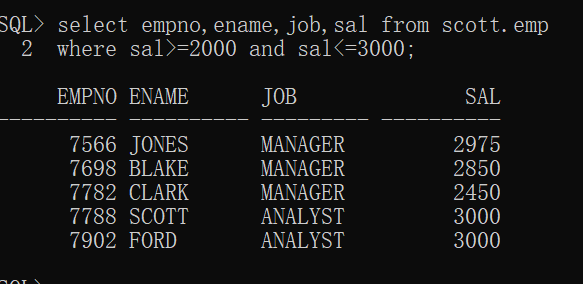 SQL> select empno,ename,job,sal from scott.emp
2 where sal>=2000 and sal<=3000;
EMPNO ENAME JOB SAL
---------- ---------- --------- ----------
7566 JONES MANAGER 2975
7698 BLAKE MANAGER 2850
7782 CLARK MANAGER 2450
7788 SCOTT ANALYST 3000
7902 FORD ANALYST 3000
SQL>